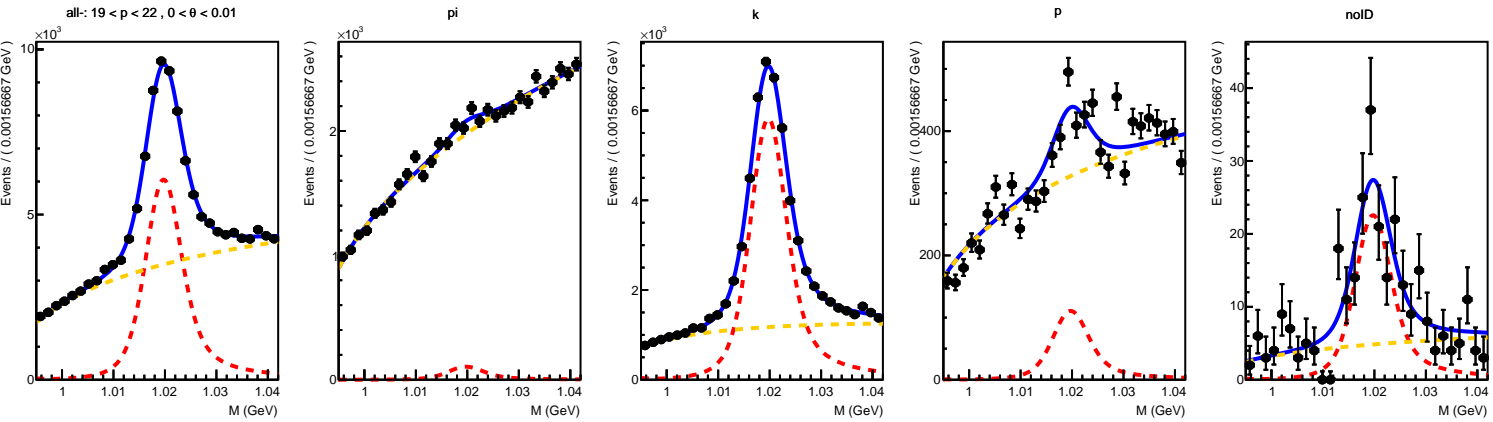 all-: 19 < p < 22 , 0 < θ < 0.01
×10³
Events / ( 0.00156667 GeV )
10
5
0
1 1.01 1.02 1.03 1.04
M (GeV)
pi
×10³
Events / ( 0.00156667 GeV )
2
1
0
1 1.01 1.02 1.03 1.04
M (GeV)
k
×10³
Events / ( 0.00156667 GeV )
6
4
2
0
1 1.01 1.02 1.03 1.04
M (GeV)
p
Events / ( 0.00156667 GeV )
400
200
0
1 1.01 1.02 1.03 1.04
M (GeV)
noID
Events / ( 0.00156667 GeV )
40
30
20
10
0
1 1.01 1.02 1.03 1.04
M (GeV)